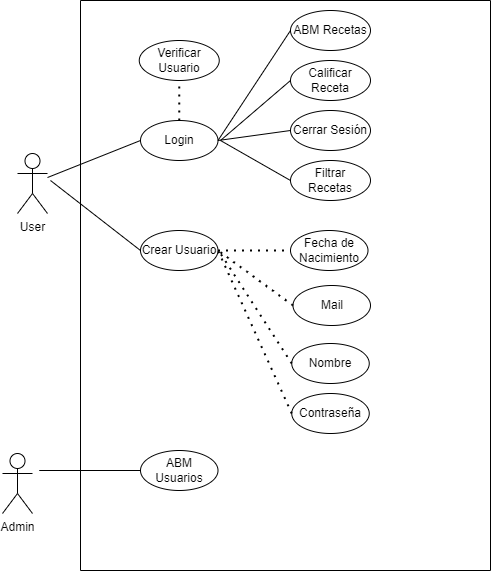 ABM Recetas
Verificar
Usuario
Calificar
Receta
Login
Cerrar Sesión
Filtrar
Recetas
User
Crear Usuario
Fecha de
Nacimiento
Mail
Nombre
Contraseña
ABM
Usuarios
Admin